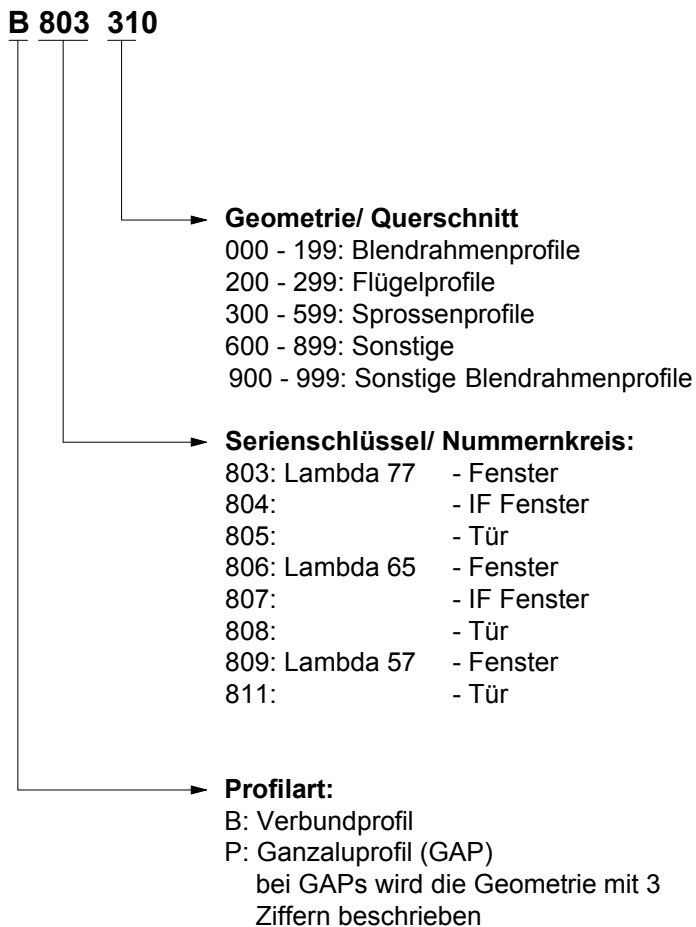 B 803 310
Geometrie/ Querschnitt
000 - 199: Blendrahmenprofile
200 - 299: Flügelprofile
300 - 599: Sprossenprofile
600 - 899: Sonstige
900 - 999: Sonstige Blendrahmenprofile
Serienschlüssel/ Nummernkreis:
803: Lambda 77 - Fenster
804: - IF Fenster
805: - Tür
806: Lambda 65 - Fenster
807: - IF Fenster
808: - Tür
809: Lambda 57 - Fenster
811: - Tür
Profilart:
B: Verbundprofil
P: Ganzaluprofil (GAP)
bei GAPs wird die Geometrie mit 3
Ziffern beschrieben